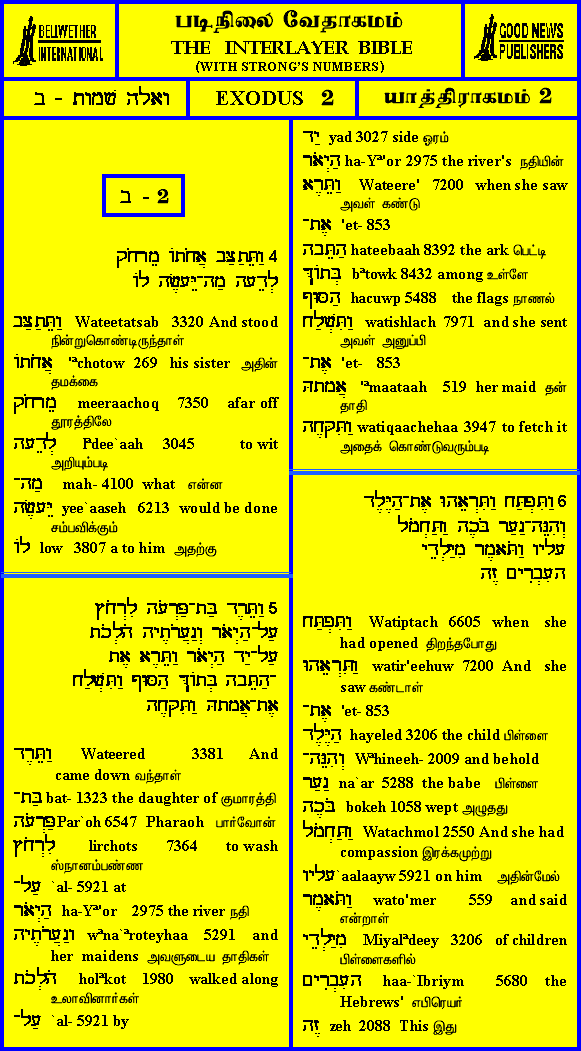 BELLWETHER
INTERNATIONAL
படிநிலை வேதாகமம்
THE INTERLAYER BIBLE
(WITH STRONG'S NUMBERS)
GOOD NEWS
PUBLISHERS
ואלה שמות - ב
EXODUS 2
யாத்திராகமம் 2
ב - 2
4 וַתֵּתַצַּב אֲחֹתוֹ מֵרָחֹק
לְדֵעָה מַה־יֵּעָשֶׂה לוֹ
וַתֵּתַצַּב Wateetatsab 3320 And stood
நின்றுகொண்டிருந்தாள்
אֲחֹתוֹ 'ªchotow 269 his sister அதின்
தமக்கை
מֵרָחֹק meeraachoq 7350 afar off
தூரத்திலே
לְדֵעָה lªdee`aah 3045 to wit
அறியும்படி
מַה־ mah- 4100 what என்ன
יֵּעָשֶׂה yee`aaseh 6213 would be done
சம்பவிக்கும்
לוֹ low 3807 a to him அதற்கு
5 וַתֵּרֶד בַּת־פַּרְעֹה לִרְחֹץ
עַל־הַיְאֹר וְנַעֲרֹתֶיהָ הֹלְכֹת
עַל־יַד הַיְאֹר וַתֵּרֶא אֶת
־הַתֵּבָה בְּתוֹךְ הַסּוּף וַתִּשְׁלַח
אֶת־אֲמָתָהּ וַתִּקָּחֶהָ
וַתֵּרֶד Wateered 3381 And
came down வந்தாள்
בַּת־ bat- 1323 the daughter of குமாரத்தி
פַּרְעֹה Par`oh 6547 Pharaoh பார்வோன்
לִרְחֹץ lirchots 7364 to wash
ஸ்நானம்பண்ண
עַל־ `al- 5921 at
הַיְאֹר ha-Yª'or 2975 the river நதி
וְנַעֲרֹתֶיהָ wªna`ªroteyhaa 5291 and
her maidens அவளுடைய தாதிகள்
הֹלְכֹת holªkot 1980 walked along
உலாவினார்கள்
עַל־ `al- 5921 by
יַד yad 3027 side ஓரம்
הַיְאֹר ha-Yª'or 2975 the river's நதியின்
וַתֵּרֶא Wateere' 7200 when she saw
அவள் கண்டு
אֶת־ 'et- 853
הַתֵּבָה hateebaah 8392 the ark பெட்டி
בְּתוֹךְ bªtowk 8432 among உள்ளே
הַסּוּף hacuwp 5488 the flags நாணல்
וַתִּשְׁלַח watishlach 7971 and she sent
அவள் அனுப்பி
אֶת־ 'et- 853
אֲמָתָהּ 'ªmaataah 519 her maid தன்
தாதி
וַתִּקָּחֶהָ watiqaachehaa 3947 to fetch it
அதைக் கொண்டுவரும்படி
6 וַתִּפְתַּח וַתִּרְאֵהוּ אֶת־הַיֶּלֶד
וְהִנֵּה־נַעַר בֹּכֶה וַתַּחְמֹל
עָלָיו וַתֹּאמֶר מִיַּלְדֵי
הָעִבְרִים זֶה
וַתִּפְתַּח Watiptach 6605 when she
had opened திறந்தபோது
וַתִּרְאֵהוּ watir'eehuw 7200 And she
saw கண்டாள்
אֶת־ 'et- 853
הַיֶּלֶד hayeled 3206 the child பிள்ளை
וְהִנֵּה־ Wªhineeh- 2009 and behold
נַעַר na`ar 5288 the babe பிள்ளை
בֹּכֶה bokeh 1058 wept அழுதது
וַתַּחְמֹל Watachmol 2550 And she had
compassion இரக்கமுற்று
עָלָיו `aalaayw 5921 on him அதின்மேல்
וַתֹּאמֶר wato'mer 559 and said
என்றாள்
מִיַּלְדֵי Miyalªdeey 3206 of children
பிள்ளைகளில்
הָעִבְרִים haa-`Ibriym 5680 the
Hebrews' எபிரெயர்
זֶה zeh 2088 This இது